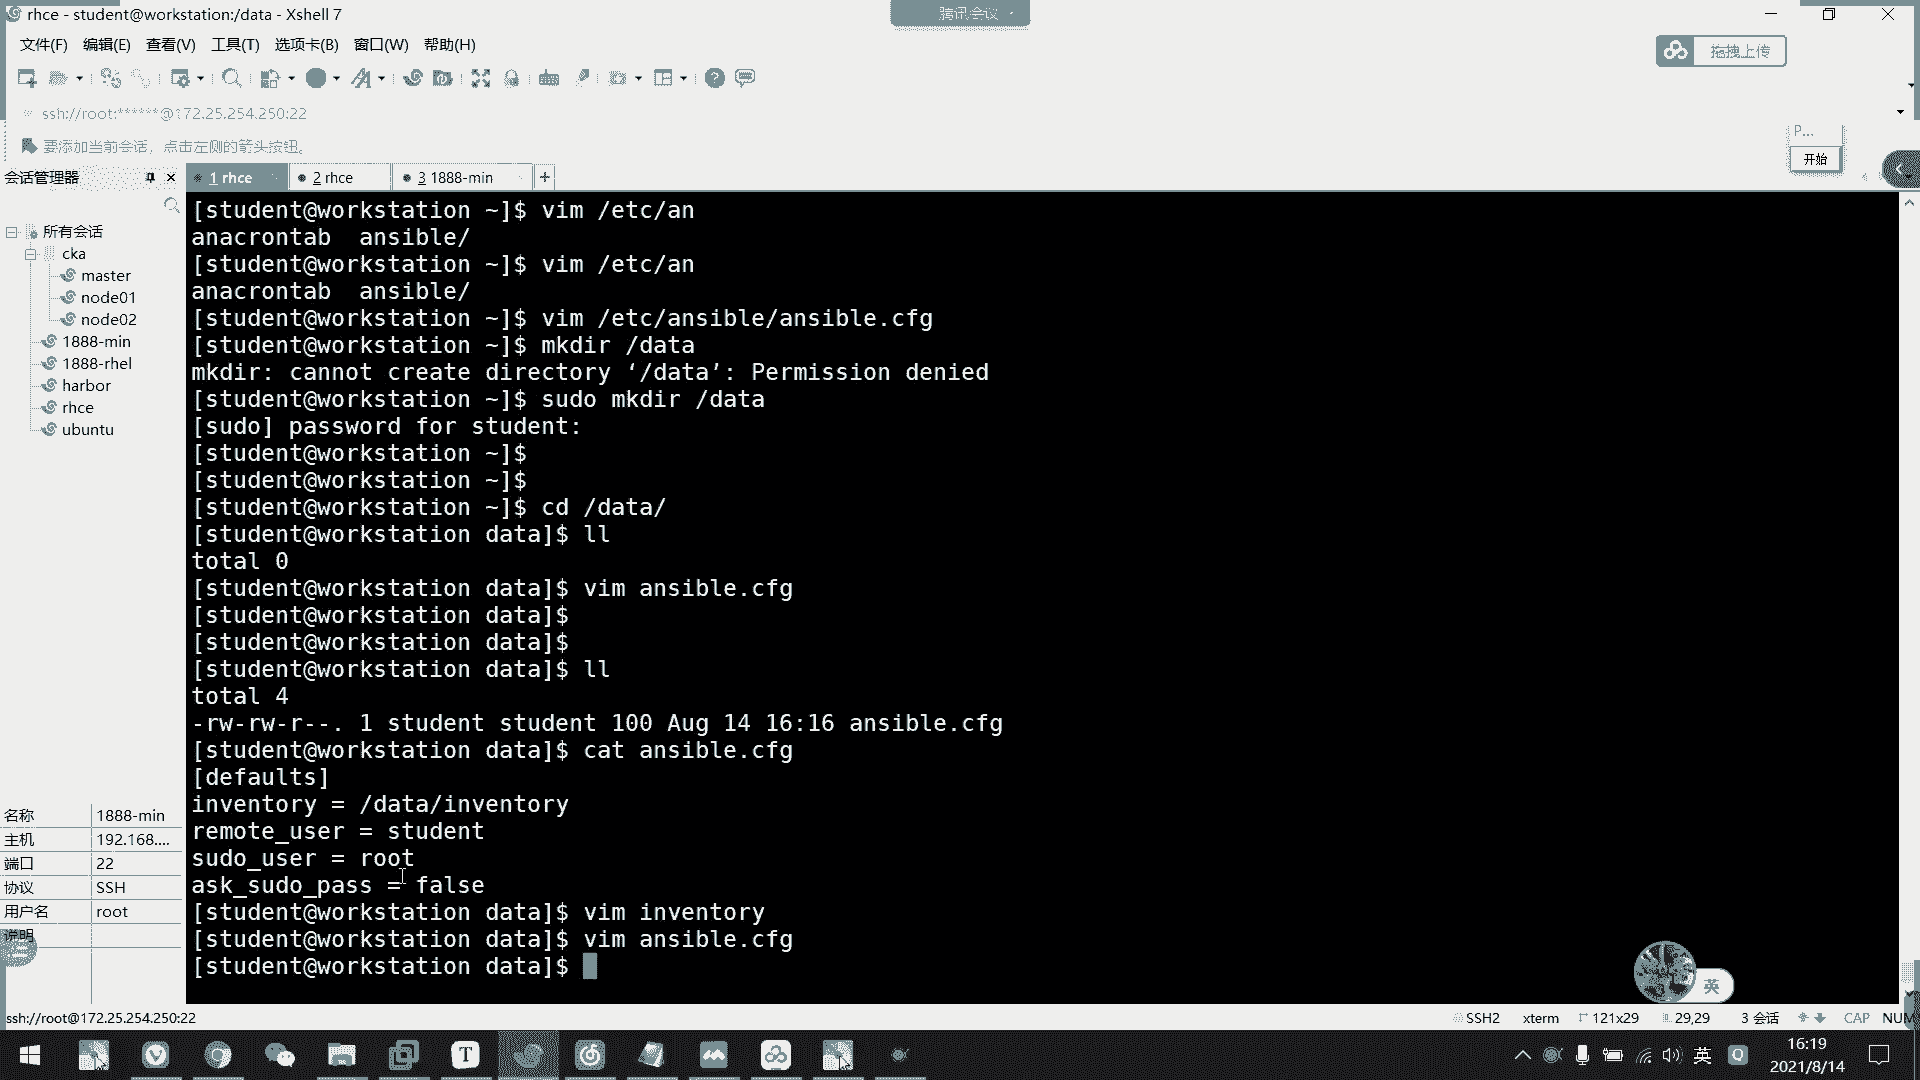 rhce - student@workstation:/data - Xshell 7
腾讯会议
文件(F) 编辑(E) 查看(V) 工具(T) 选项卡(B) 窗口(W) 帮助(H)
拖拽上传
ssh://root:******@172.25.254.250:22
要添加当前会话，点击左侧的箭头按钮。
P...
开始
会话管理器
1 rhce
2 rhce
3 1888-min
所有会话
cka
master
node01
node02
1888-min
1888-rhel
harbor
rhce
ubuntu
名称 1888-min
主机 192.168....
端口 22
协议 SSH
用户名 root
说明
[student@workstation ~]$ vim /etc/an
anacrontab  ansible/
[student@workstation ~]$ vim /etc/an
anacrontab  ansible/
[student@workstation ~]$ vim /etc/ansible/ansible.cfg
[student@workstation ~]$ mkdir /data
mkdir: cannot create directory ‘/data’: Permission denied
[student@workstation ~]$ sudo mkdir /data
[sudo] password for student:
[student@workstation ~]$
[student@workstation ~]$
[student@workstation ~]$ cd /data/
[student@workstation data]$ ll
total 0
[student@workstation data]$ vim ansible.cfg
[student@workstation data]$
[student@workstation data]$
[student@workstation data]$ ll
total 4
-rw-rw-r--. 1 student student 100 Aug 14 16:16 ansible.cfg
[student@workstation data]$ cat ansible.cfg
[defaults]
inventory = /data/inventory
remote_user = student
sudo_user = root
ask_sudo_pass = false
[student@workstation data]$ vim inventory
[student@workstation data]$ vim ansible.cfg
[student@workstation data]$
英
ssh://root@172.25.254.250:22
SSH2 xterm 121x29 29,29 3 会话 CAP NUM
英
16:19
2021/8/14